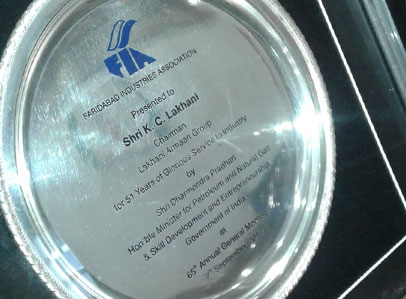 FIA
FARIDABAD INDUSTRIES ASSOCIATION
Presented to
Shri K. C. Lakhani
Chairman
Lakhani Armaan Group
for 51 Years of Glorious Service to Industry
by
Shri Dharmendra Pradhan
Hon'ble Minister for Petroleum and Natural Gas
& Skill Development and Entrepreneurship
Government of India
at
65th Annual General Meeting
September